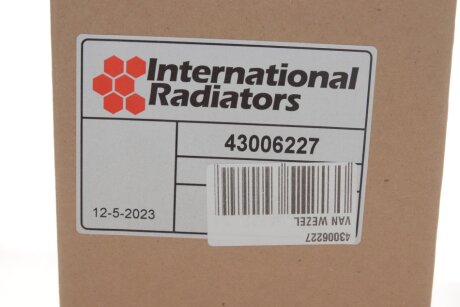 International
Radiators
43006227
12-5-2023
VAN WEZEL
43006227